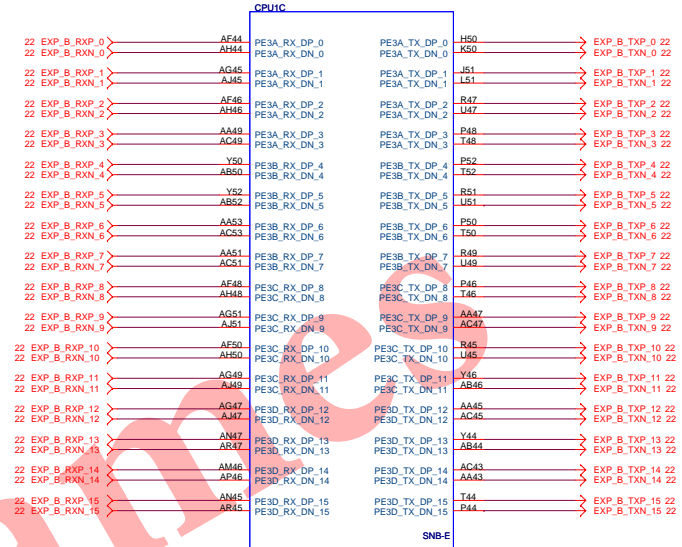 CPU1C
22 EXP_B_RXP_0 AF44 PE3A_RX_DP_0 PE3A_TX_DP_0 H50 EXP_B_TXP_0 22
22 EXP_B_RXN_0 AH44 PE3A_RX_DN_0 PE3A_TX_DN_0 K50 EXP_B_TXN_0 22
22 EXP_B_RXP_1 AG45 PE3A_RX_DP_1 PE3A_TX_DP_1 J51 EXP_B_TXP_1 22
22 EXP_B_RXN_1 AJ45 PE3A_RX_DN_1 PE3A_TX_DN_1 L51 EXP_B_TXN_1 22
22 EXP_B_RXP_2 AF46 PE3A_RX_DP_2 PE3A_TX_DP_2 R47 EXP_B_TXP_2 22
22 EXP_B_RXN_2 AH46 PE3A_RX_DN_2 PE3A_TX_DN_2 U47 EXP_B_TXN_2 22
22 EXP_B_RXP_3 AA49 PE3A_RX_DP_3 PE3A_TX_DP_3 P48 EXP_B_TXP_3 22
22 EXP_B_RXN_3 AC49 PE3A_RX_DN_3 PE3A_TX_DN_3 T48 EXP_B_TXN_3 22
22 EXP_B_RXP_4 Y50 PE3B_RX_DP_4 PE3B_TX_DP_4 P52 EXP_B_TXP_4 22
22 EXP_B_RXN_4 AB50 PE3B_RX_DN_4 PE3B_TX_DN_4 T52 EXP_B_TXN_4 22
22 EXP_B_RXP_5 Y52 PE3B_RX_DP_5 PE3B_TX_DP_5 R51 EXP_B_TXP_5 22
22 EXP_B_RXN_5 AB52 PE3B_RX_DN_5 PE3B_TX_DN_5 U51 EXP_B_TXN_5 22
22 EXP_B_RXP_6 AA53 PE3B_RX_DP_6 PE3B_TX_DP_6 P50 EXP_B_TXP_6 22
22 EXP_B_RXN_6 AC53 PE3B_RX_DN_6 PE3B_TX_DN_6 T50 EXP_B_TXN_6 22
22 EXP_B_RXP_7 AA51 PE3B_RX_DP_7 PE3B_TX_DP_7 R49 EXP_B_TXP_7 22
22 EXP_B_RXN_7 AC51 PE3B_RX_DN_7 PE3B_TX_DN_7 U49 EXP_B_TXN_7 22
22 EXP_B_RXP_8 AF48 PE3C_RX_DP_8 PE3C_TX_DP_8 P46 EXP_B_TXP_8 22
22 EXP_B_RXN_8 AH48 PE3C_RX_DN_8 PE3C_TX_DN_8 T46 EXP_B_TXN_8 22
22 EXP_B_RXP_9 AG51 PE3C_RX_DP_9 PE3C_TX_DP_9 AA47 EXP_B_TXP_9 22
22 EXP_B_RXN_9 AJ51 PE3C_RX_DN_9 PE3C_TX_DN_9 AC47 EXP_B_TXN_9 22
22 EXP_B_RXP_10 AF50 PE3C_RX_DP_10 PE3C_TX_DP_10 R45 EXP_B_TXP_10 22
22 EXP_B_RXN_10 AH50 PE3C_RX_DN_10 PE3C_TX_DN_10 U45 EXP_B_TXN_10 22
22 EXP_B_RXP_11 AG49 PE3C_RX_DP_11 PE3C_TX_DP_11 Y46 EXP_B_TXP_11 22
22 EXP_B_RXN_11 AJ49 PE3C_RX_DN_11 PE3C_TX_DN_11 AB46 EXP_B_TXN_11 22
22 EXP_B_RXP_12 AG47 PE3D_RX_DP_12 PE3D_TX_DP_12 AA45 EXP_B_TXP_12 22
22 EXP_B_RXN_12 AJ47 PE3D_RX_DN_12 PE3D_TX_DN_12 AC45 EXP_B_TXN_12 22
22 EXP_B_RXP_13 AN47 PE3D_RX_DP_13 PE3D_TX_DP_13 Y44 EXP_B_TXP_13 22
22 EXP_B_RXN_13 AR47 PE3D_RX_DN_13 PE3D_TX_DN_13 AB44 EXP_B_TXN_13 22
22 EXP_B_RXP_14 AM46 PE3D_RX_DP_14 PE3D_TX_DP_14 AC43 EXP_B_TXP_14 22
22 EXP_B_RXN_14 AP46 PE3D_RX_DN_14 PE3D_TX_DN_14 AA43 EXP_B_TXN_14 22
22 EXP_B_RXP_15 AN45 PE3D_RX_DP_15 PE3D_TX_DP_15 T44 EXP_B_TXP_15 22
22 EXP_B_RXN_15 AR45 PE3D_RX_DN_15 PE3D_TX_DN_15 P44 EXP_B_TXN_15 22
SNB-E